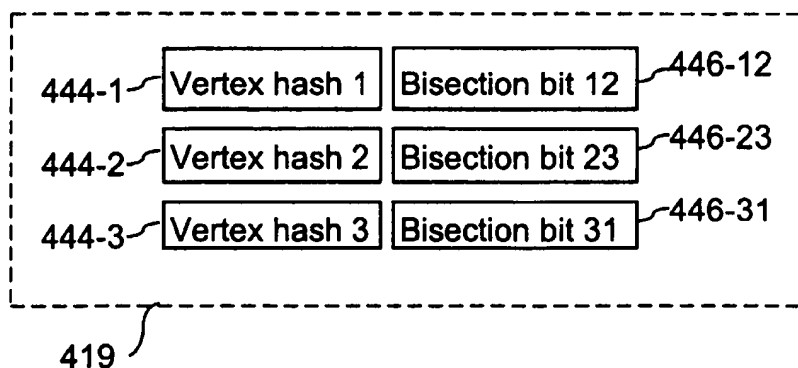 444-1 Vertex hash 1 Bisection bit 12 446-12
444-2 Vertex hash 2 Bisection bit 23 446-23
444-3 Vertex hash 3 Bisection bit 31 446-31
419